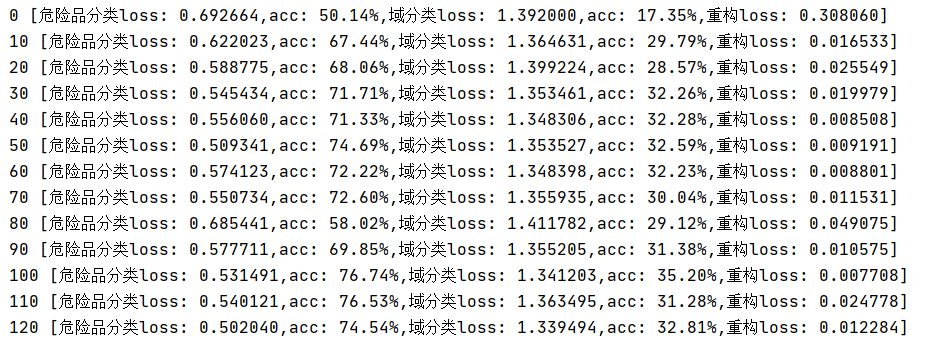 0 [危险品分类loss: 0.692664,acc: 50.14%,域分类loss: 1.392000,acc: 17.35%,重构loss: 0.308060]
10 [危险品分类loss: 0.622023,acc: 67.44%,域分类loss: 1.364631,acc: 29.79%,重构loss: 0.016533]
20 [危险品分类loss: 0.588775,acc: 68.06%,域分类loss: 1.399224,acc: 28.57%,重构loss: 0.025549]
30 [危险品分类loss: 0.545434,acc: 71.71%,域分类loss: 1.353461,acc: 32.26%,重构loss: 0.019979]
40 [危险品分类loss: 0.556060,acc: 71.33%,域分类loss: 1.348306,acc: 32.28%,重构loss: 0.008508]
50 [危险品分类loss: 0.509341,acc: 74.69%,域分类loss: 1.353527,acc: 32.59%,重构loss: 0.009191]
60 [危险品分类loss: 0.574123,acc: 72.22%,域分类loss: 1.348398,acc: 32.23%,重构loss: 0.008801]
70 [危险品分类loss: 0.550734,acc: 72.60%,域分类loss: 1.355935,acc: 30.04%,重构loss: 0.011531]
80 [危险品分类loss: 0.685441,acc: 58.02%,域分类loss: 1.411782,acc: 29.12%,重构loss: 0.049075]
90 [危险品分类loss: 0.577711,acc: 69.85%,域分类loss: 1.355205,acc: 31.38%,重构loss: 0.010575]
100 [危险品分类loss: 0.531491,acc: 76.74%,域分类loss: 1.341203,acc: 35.20%,重构loss: 0.007708]
110 [危险品分类loss: 0.540121,acc: 76.53%,域分类loss: 1.363495,acc: 31.28%,重构loss: 0.024778]
120 [危险品分类loss: 0.502040,acc: 74.54%,域分类loss: 1.339494,acc: 32.81%,重构loss: 0.012284]